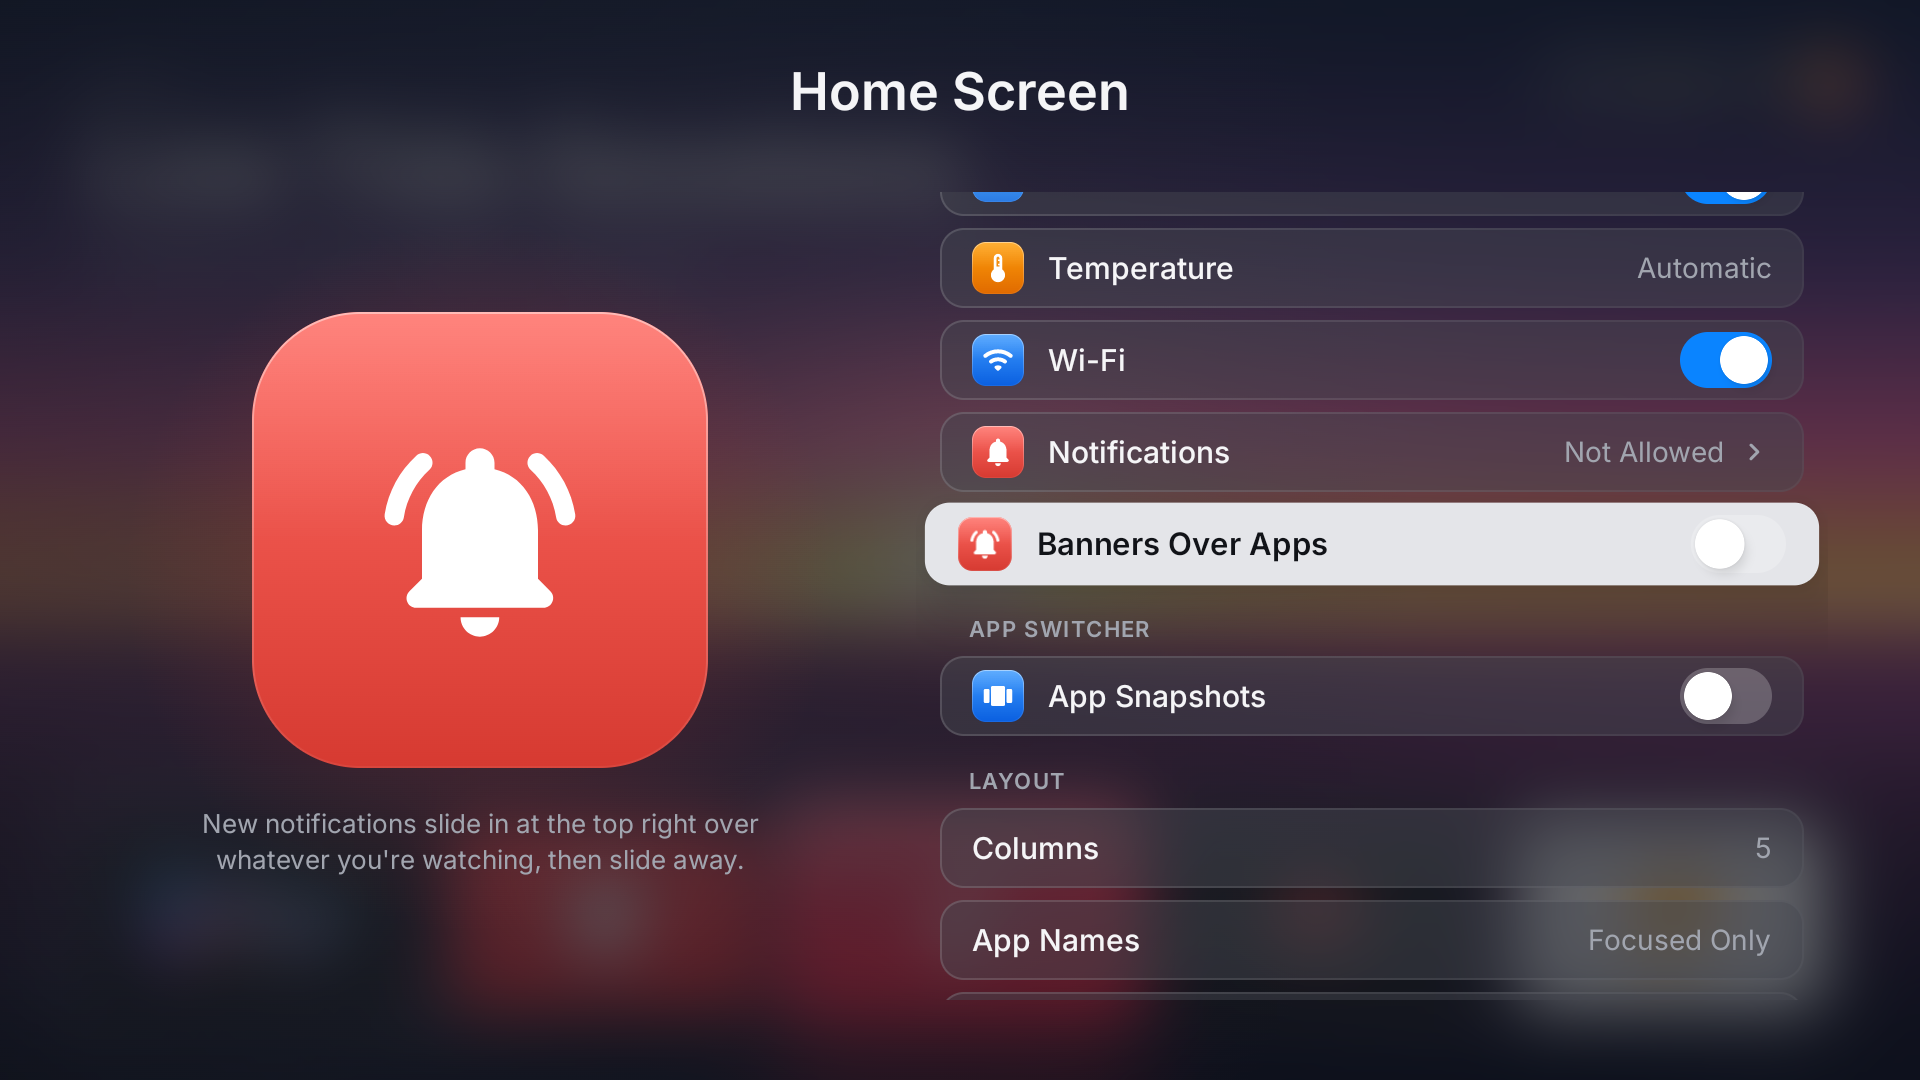 Home Screen
Temperature
Automatic
Wi-Fi
Notifications
Not Allowed
Banners Over Apps
APP SWITCHER
App Snapshots
LAYOUT
Columns
5
App Names
Focused Only
New notifications slide in at the top right over
whatever you're watching, then slide away.